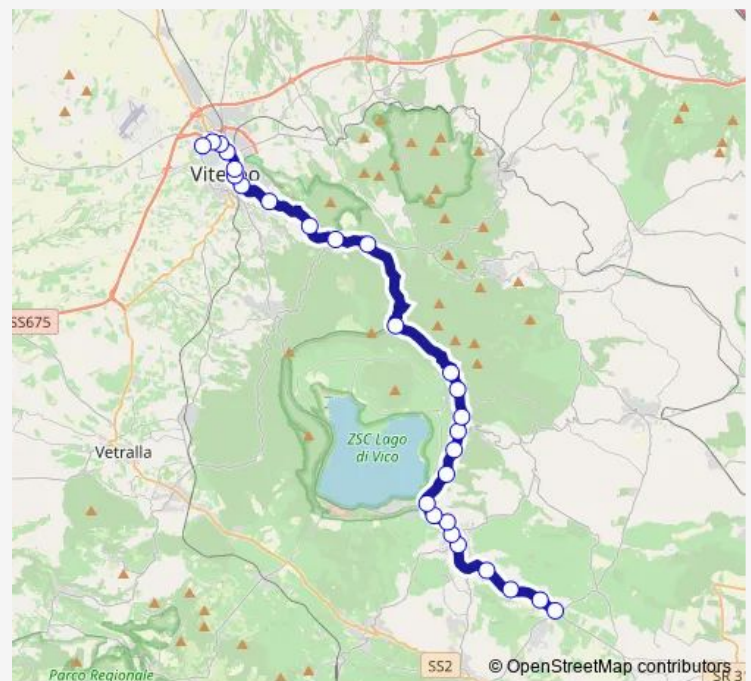 Viterbo
SS675
ZSC Lago
di Vico
Vetralla
SS2
© OpenStreetMap contributors
SR 3
Parco Regionale